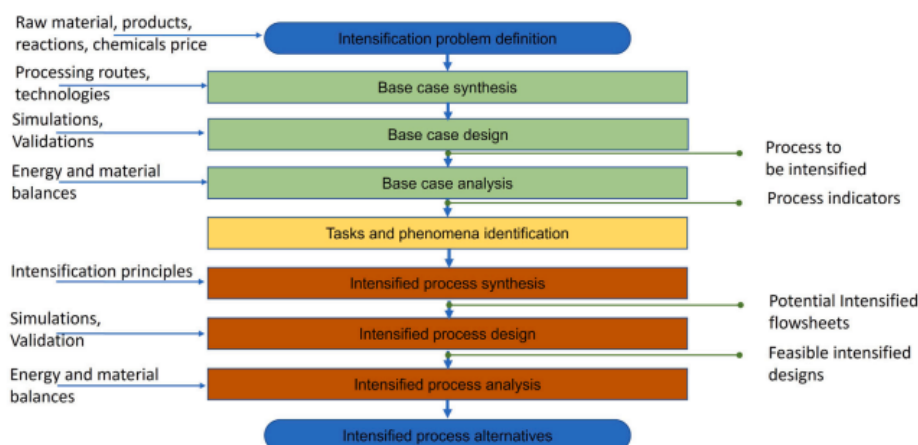 Raw material, products,
reactions, chemicals price
Intensification problem definition
Processing routes,
technologies
Base case synthesis
Simulations,
Validations
Base case design
Process to
be intensified
Energy and material
balances
Base case analysis
Process indicators
Tasks and phenomena identification
Intensification principles
Intensified process synthesis
Potential Intensified
flowsheets
Simulations,
Validation
Intensified process design
Feasible intensified
designs
Energy and material
balances
Intensified process analysis
Intensified process alternatives